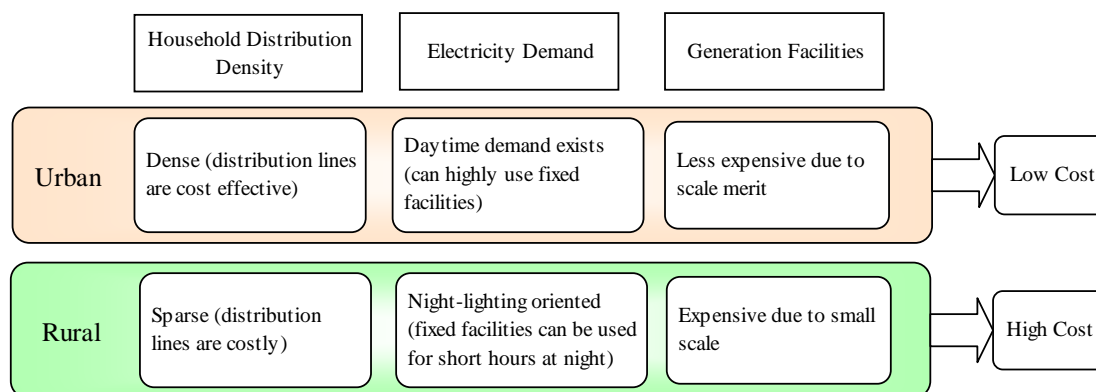 Household Distribution
Density
Electricity Demand
Generation Facilities
Urban
Dense (distribution lines
are cost effective)
Daytime demand exists
(can highly use fixed
facilities)
Less expensive due to
scale merit
Low Cost
Rural
Sparse (distribution
lines are costly)
Night-lighting oriented
(fixed facilities can be used
for short hours at night)
Expensive due to small
scale
High Cost